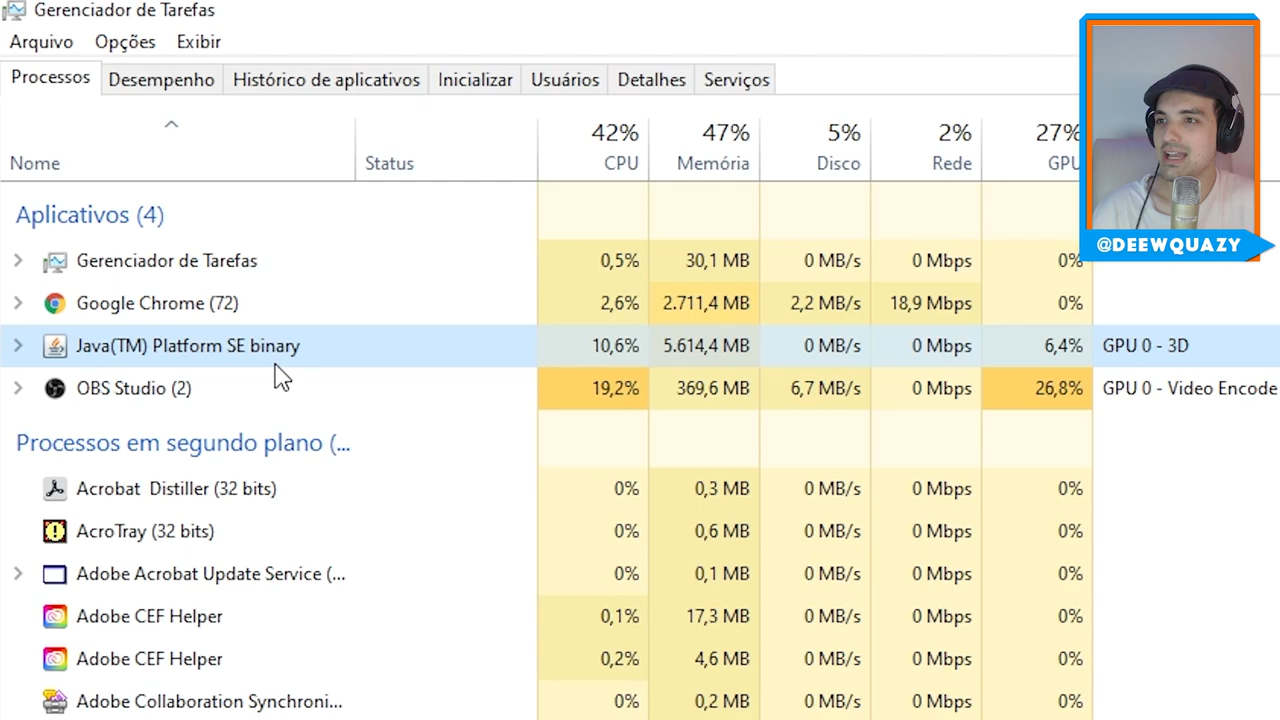 Gerenciador de Tarefas
Arquivo Opções Exibir
Processos Desempenho Histórico de aplicativos Inicializar Usuários Detalhes Serviços
42% 47% 5% 2% 27%
Nome Status CPU Memória Disco Rede GPU
@DEEWQUAZY
Aplicativos (4)
Gerenciador de Tarefas 0,5% 30,1 MB 0 MB/s 0 Mbps 0%
Google Chrome (72) 2,6% 2.711,4 MB 2,2 MB/s 18,9 Mbps 0%
Java(TM) Platform SE binary 10,6% 5.614,4 MB 0 MB/s 0 Mbps 6,4% GPU 0 - 3D
OBS Studio (2) 19,2% 369,6 MB 6,7 MB/s 0 Mbps 26,8% GPU 0 - Video Encode
Processos em segundo plano (...
Acrobat Distiller (32 bits) 0% 0,3 MB 0 MB/s 0 Mbps 0%
AcroTray (32 bits) 0% 0,6 MB 0 MB/s 0 Mbps 0%
Adobe Acrobat Update Service (... 0% 0,1 MB 0 MB/s 0 Mbps 0%
Adobe CEF Helper 0,1% 17,3 MB 0 MB/s 0 Mbps 0%
Adobe CEF Helper 0,2% 4,6 MB 0 MB/s 0 Mbps 0%
Adobe Collaboration Synchroni... 0% 0,2 MB 0 MB/s 0 Mbps 0%